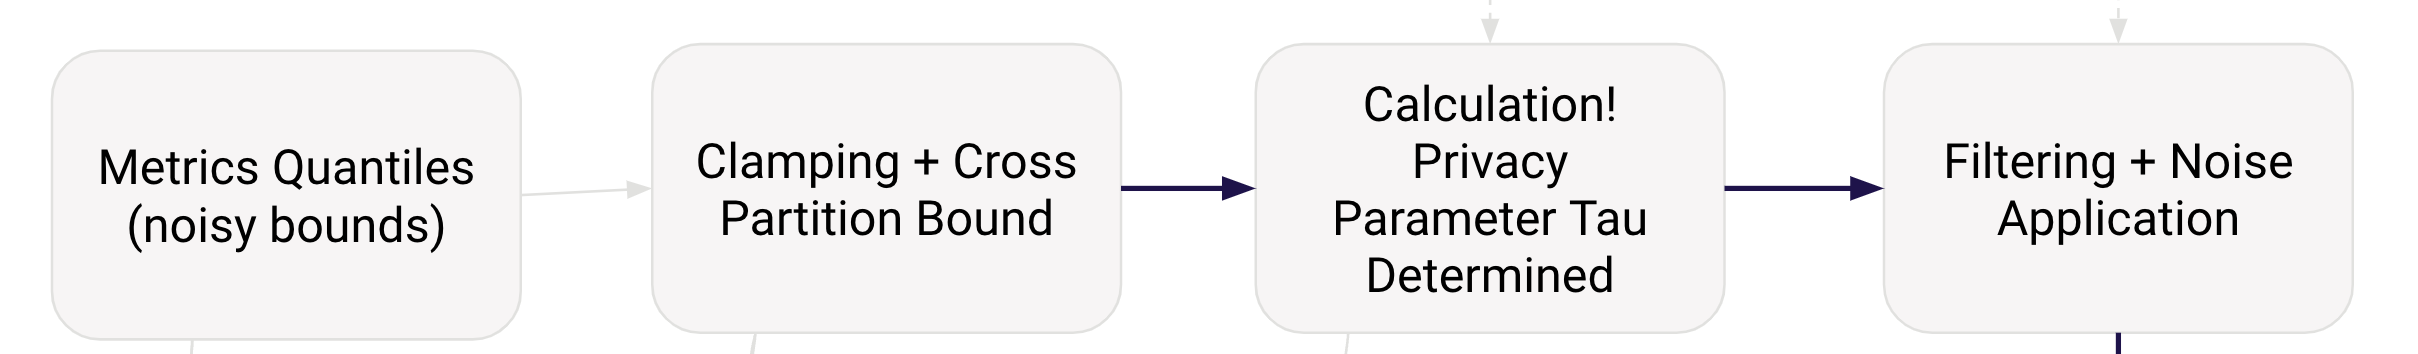 Metrics Quantiles
(noisy bounds)
Clamping + Cross
Partition Bound
Calculation!
Privacy
Parameter Tau
Determined
Filtering + Noise
Application